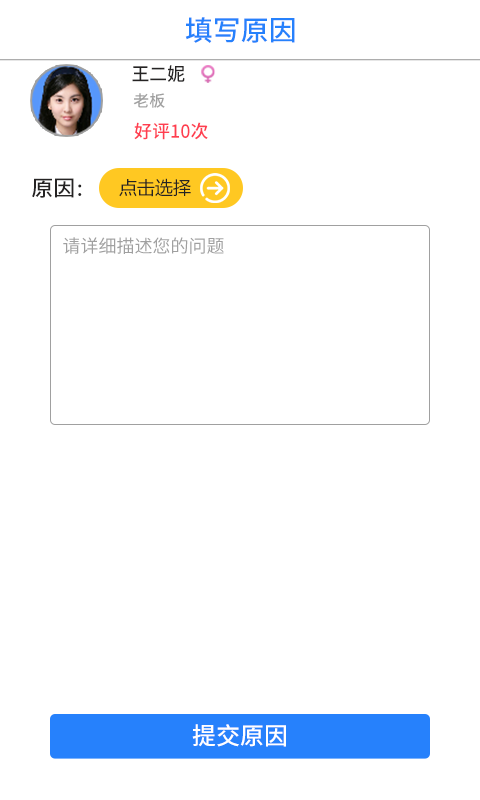 填写原因
王二妮
老板
好评10次
原因： 点击选择
请详细描述您的问题
提交原因